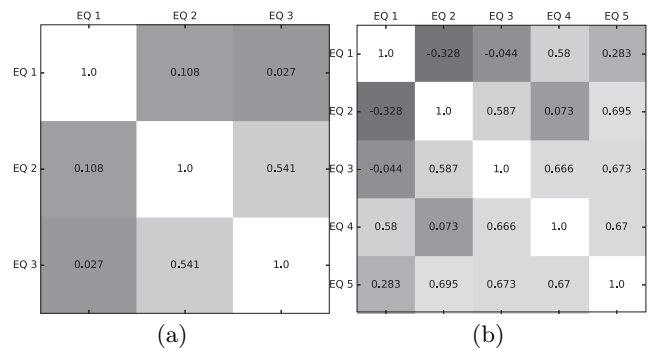 EQ 1 EQ 2 EQ 3
EQ 1 1.0 0.108 0.027
EQ 2 0.108 1.0 0.541
EQ 3 0.027 0.541 1.0
(a)
EQ 1 EQ 2 EQ 3 EQ 4 EQ 5
EQ 1 1.0 -0.328 -0.044 0.58 0.283
EQ 2 -0.328 1.0 0.587 0.073 0.695
EQ 3 -0.044 0.587 1.0 0.666 0.673
EQ 4 0.58 0.073 0.666 1.0 0.67
EQ 5 0.283 0.695 0.673 0.67 1.0
(b)